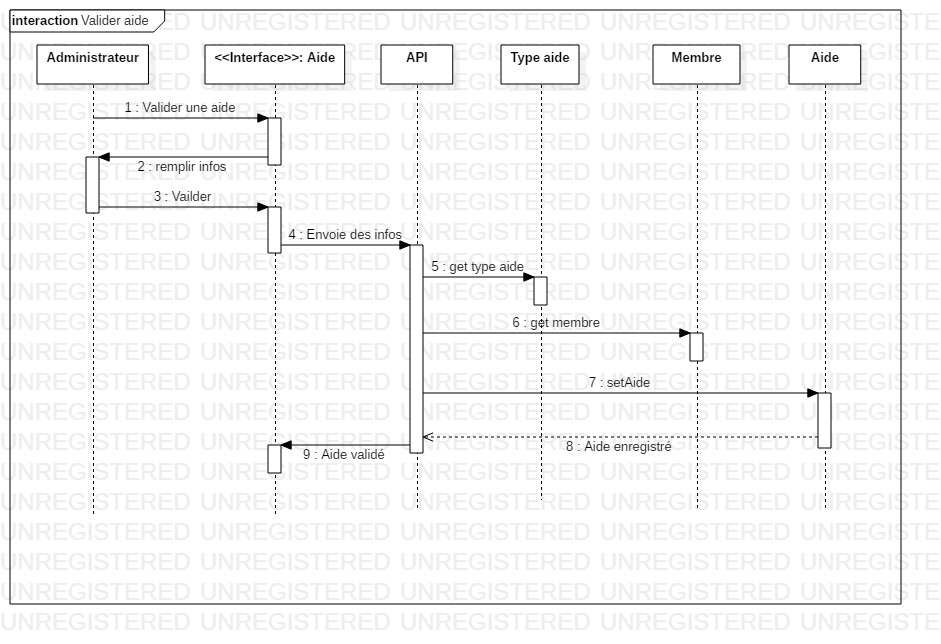 interaction Valider aide
Administrateur
<<Interface>>: Aide
API
Type aide
Membre
Aide
1 : Valider une aide
2 : remplir infos
3 : Vailder
4 : Envoie des infos
5 : get type aide
6 : get membre
7 : setAide
8 : Aide enregistré
9 : Aide validé
UNREGISTERED